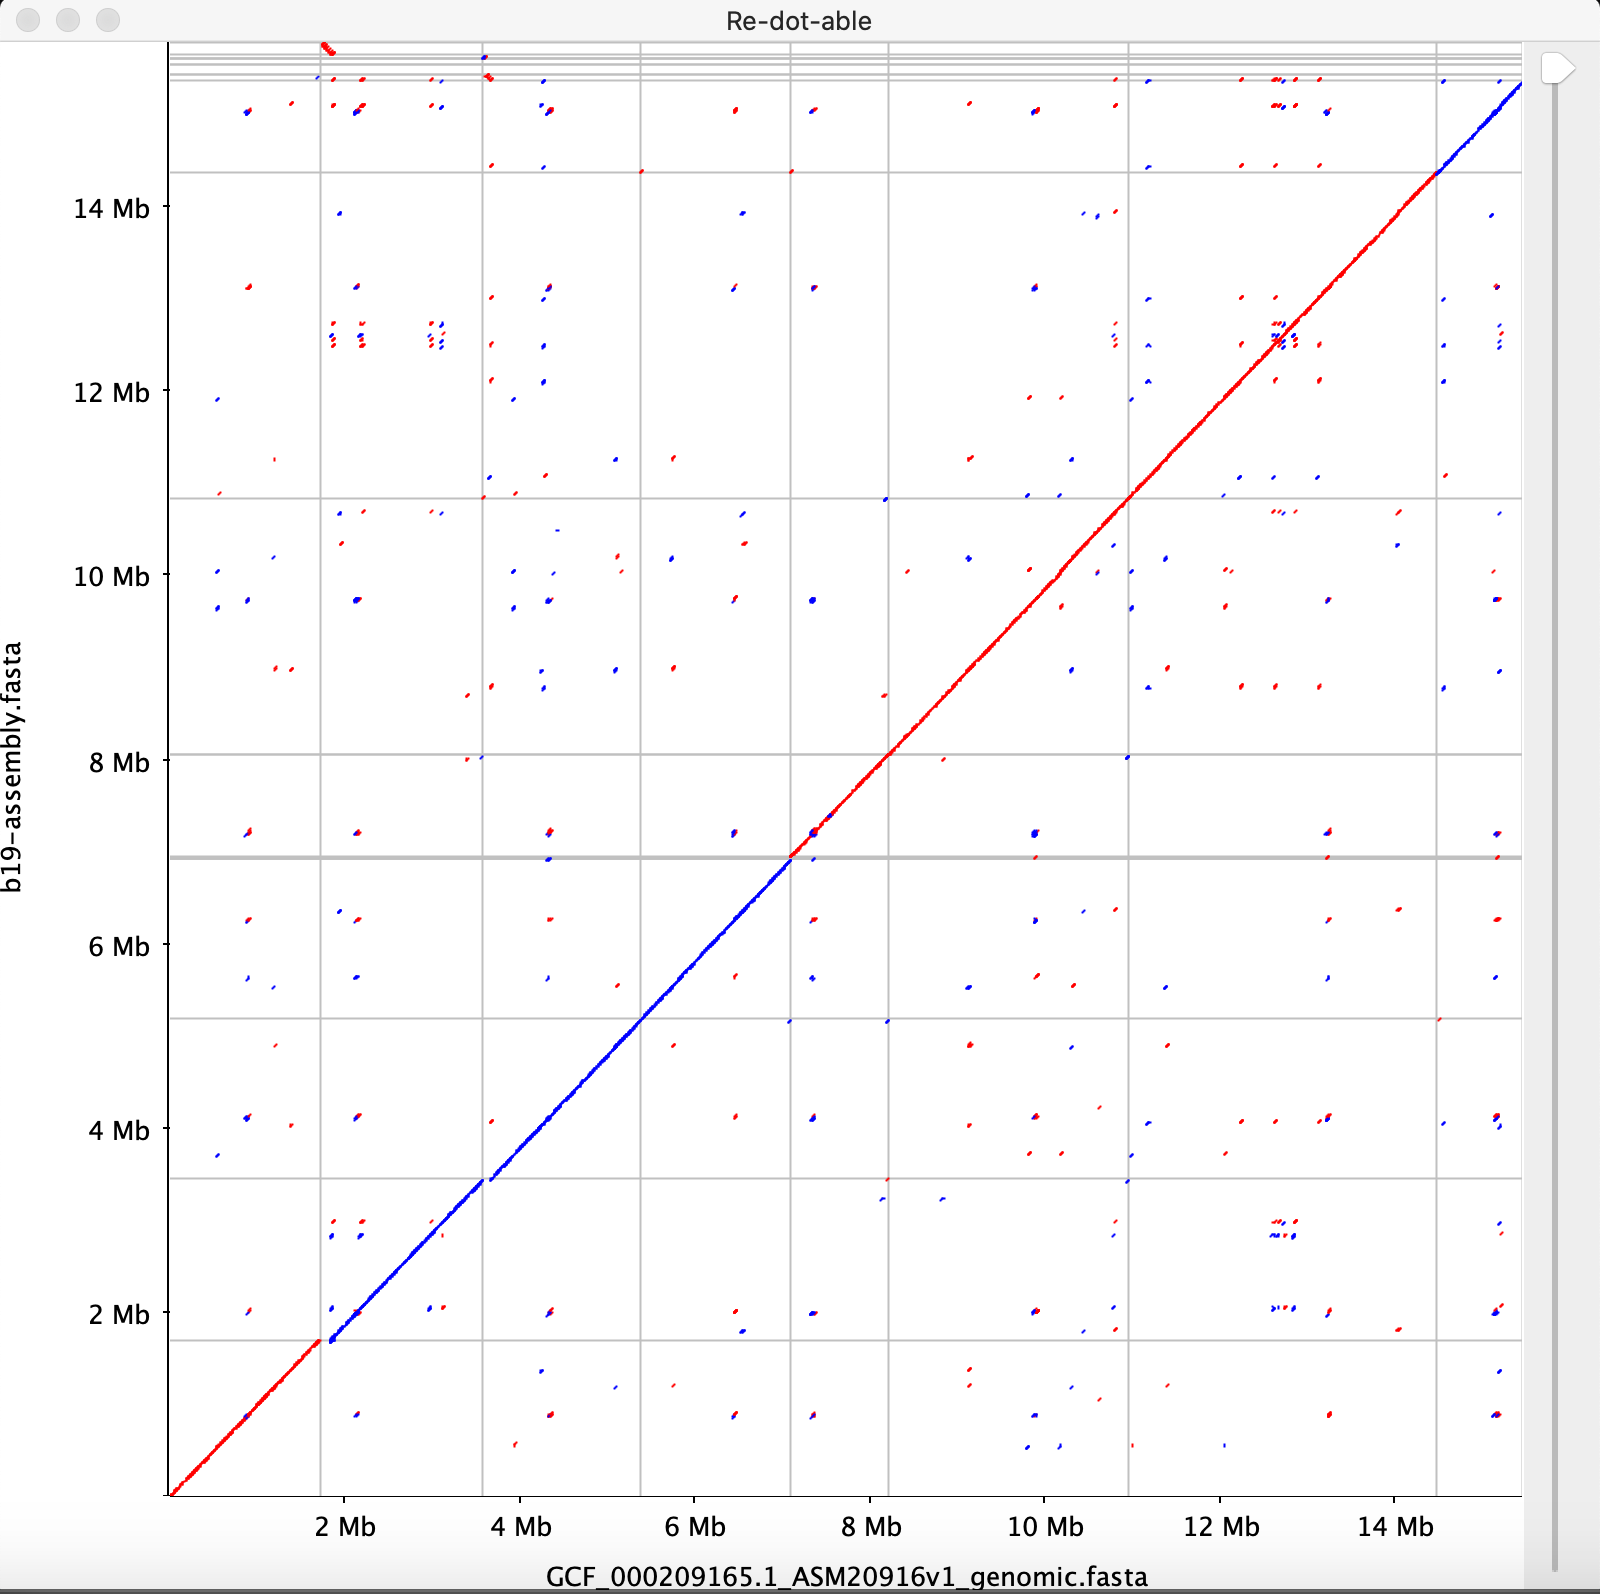 Re-dot-able
14 Mb
12 Mb
10 Mb
8 Mb
b19-assembly.fasta
6 Mb
4 Mb
2 Mb
2 Mb 4 Mb 6 Mb 8 Mb 10 Mb 12 Mb 14 Mb
GCF_000209165.1_ASM20916v1_genomic.fasta